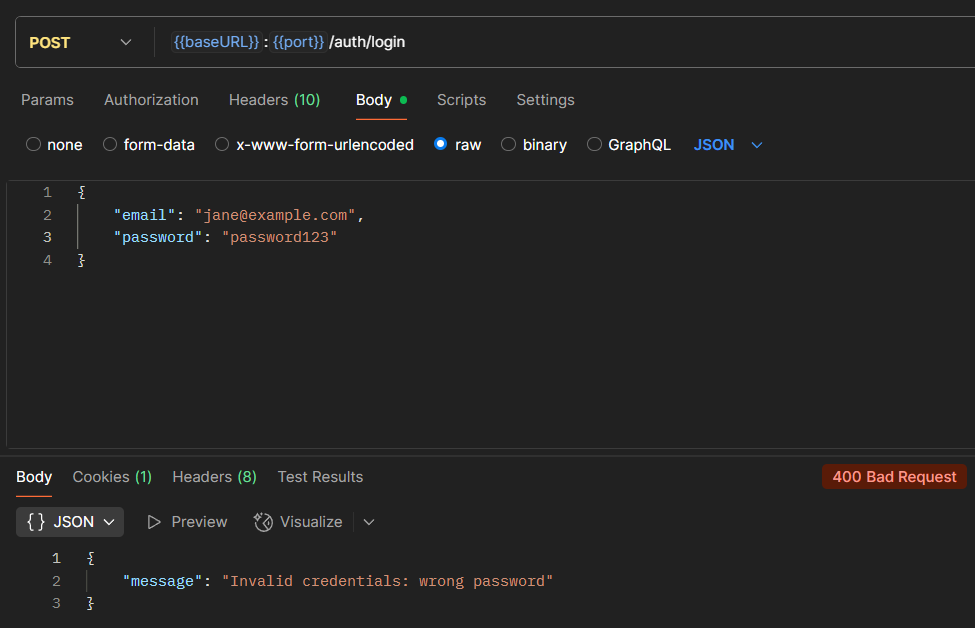 POST {{baseURL}}:{{port}}/auth/login
Params Authorization Headers (10) Body Scripts Settings
none form-data x-www-form-urlencoded raw binary GraphQL JSON
1 {
2 "email": "jane@example.com",
3 "password": "password123"
4 }
Body Cookies (1) Headers (8) Test Results 400 Bad Request
{} JSON Preview Visualize
1 {
2 "message": "Invalid credentials: wrong password"
3 }